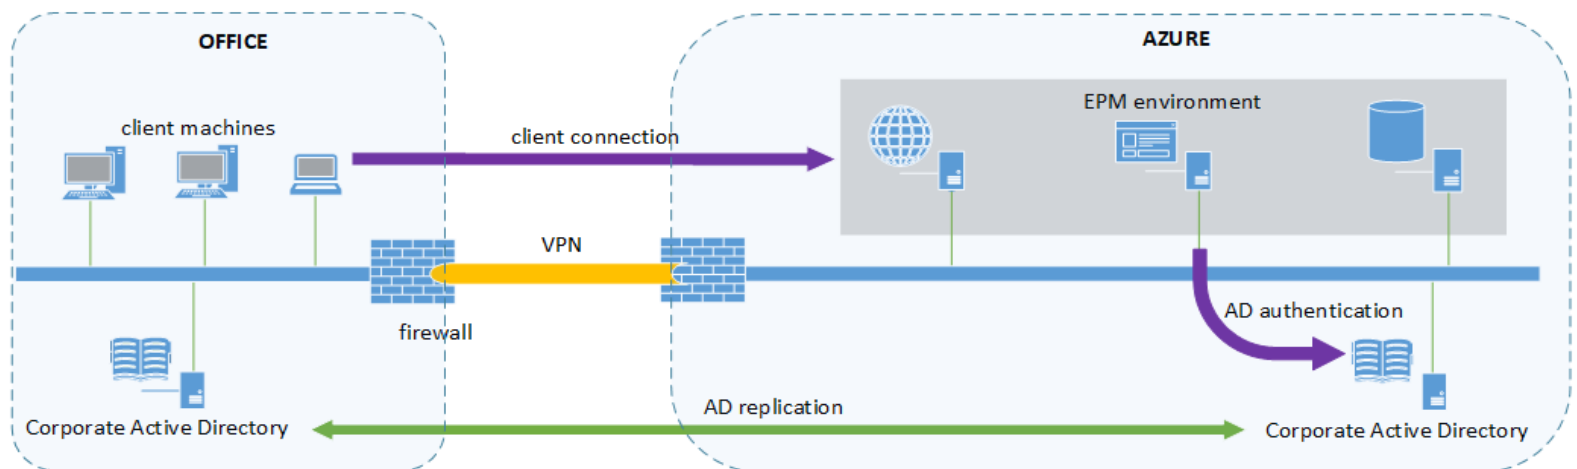 OFFICE
AZURE
EPM environment
client machines
client connection
VPN
AD authentication
firewall
AD replication
Corporate Active Directory
Corporate Active Directory